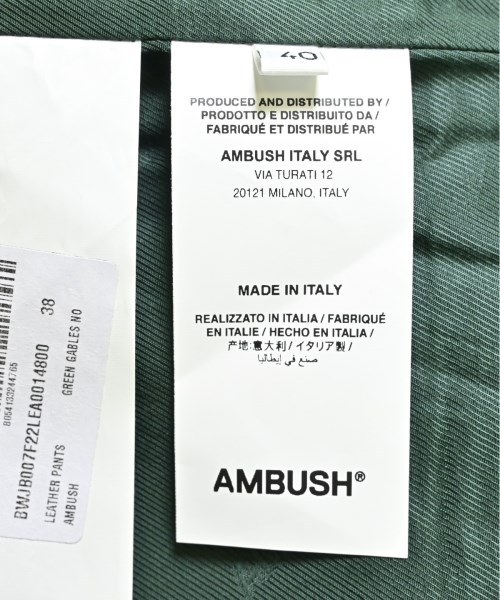 40
PRODUCED AND DISTRIBUTED BY /
PRODOTTO E DISTRIBUITO DA /
FABRIQUÉ ET DISTRIBUÉ PAR
AMBUSH ITALY SRL
VIA TURATI 12
20121 MILANO, ITALY
MADE IN ITALY
REALIZZATO IN ITALIA / FABRIQUÉ
EN ITALIE / HECHO EN ITALIA /
产地:意大利 / イタリア製 /
صنع في إيطاليا
AMBUSH®
8054133244765
BWJB007F22LEA0014800
38
LEATHER PANTS
GREEN GABLES NO
AMBUSH